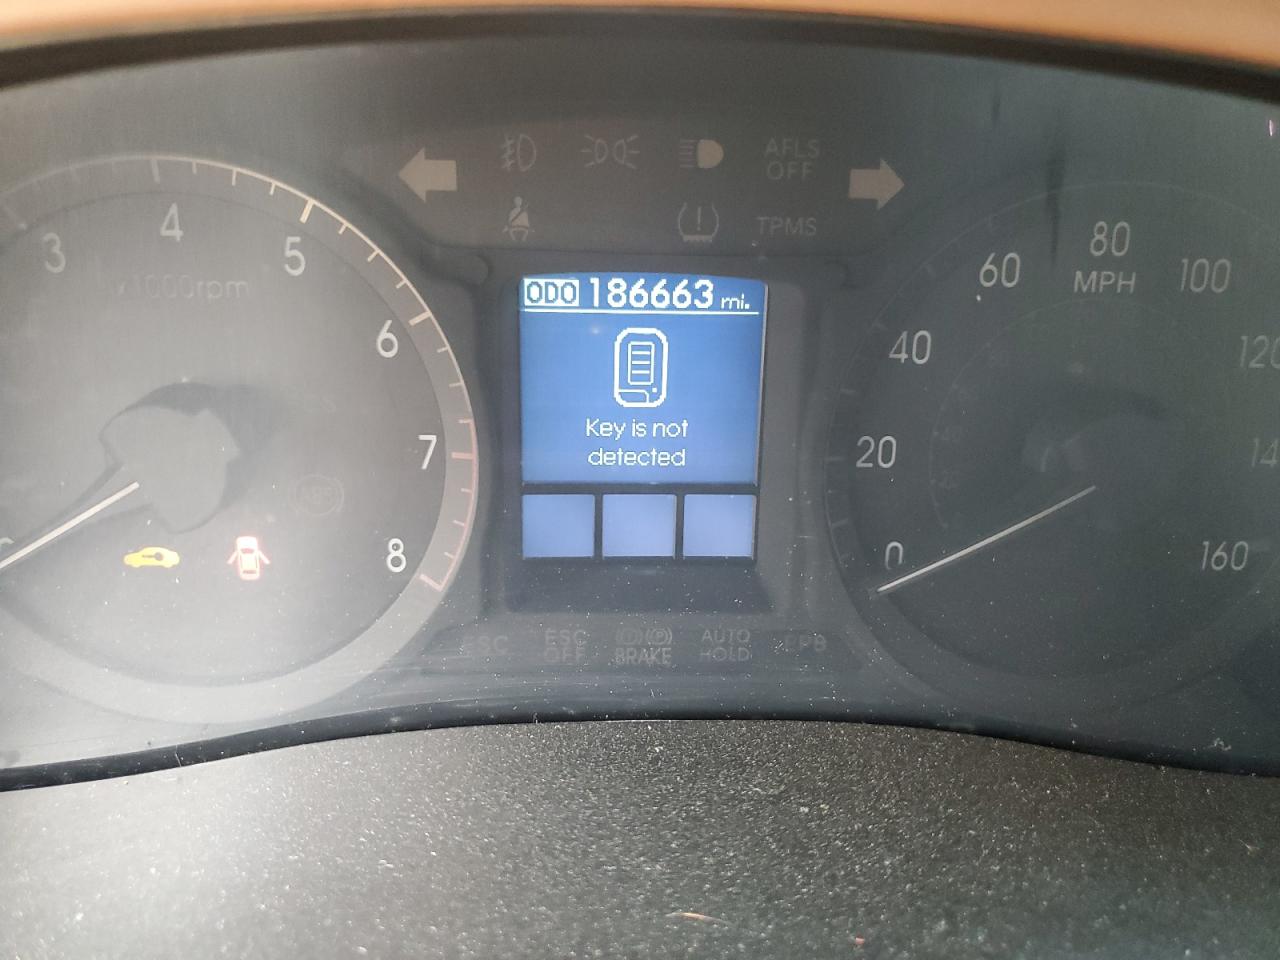 AFLS
OFF
TPMS
3
4
5
6
7
8
x1000rpm
ABS
ODO 186663 mi.
Key is not
detected
0
20
40
60
80
100
160
MPH
ESC
ESC
OFF
BRAKE
AUTO
HOLD
EPB